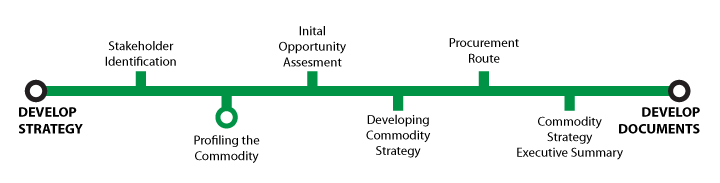 Stakeholder
Identification
Inital
Opportunity
Assesment
Procurement
Route
DEVELOP
STRATEGY
Profiling the
Commodity
Developing
Commodity
Strategy
Commodity
Strategy
Executive Summary
DEVELOP
DOCUMENTS